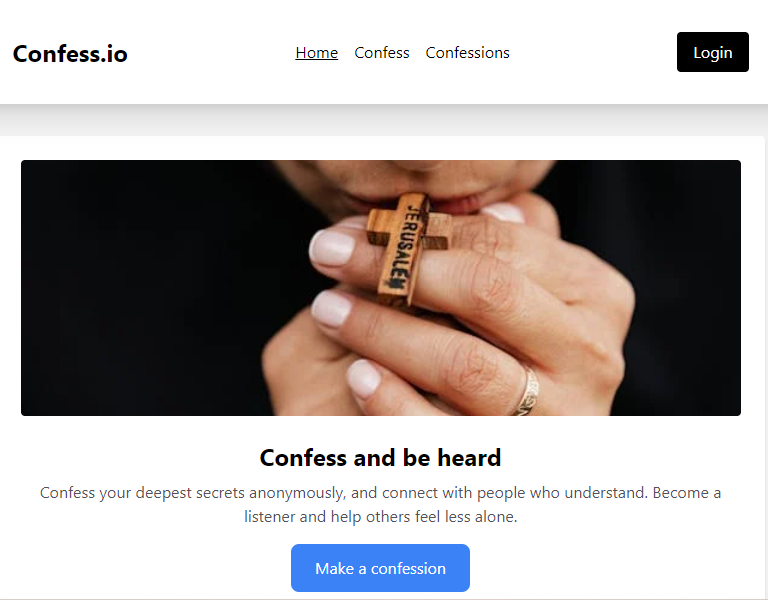 Confess.io
Home Confess Confessions
Login
JERUSALEM
Confess and be heard
Confess your deepest secrets anonymously, and connect with people who understand. Become a
listener and help others feel less alone.
Make a confession